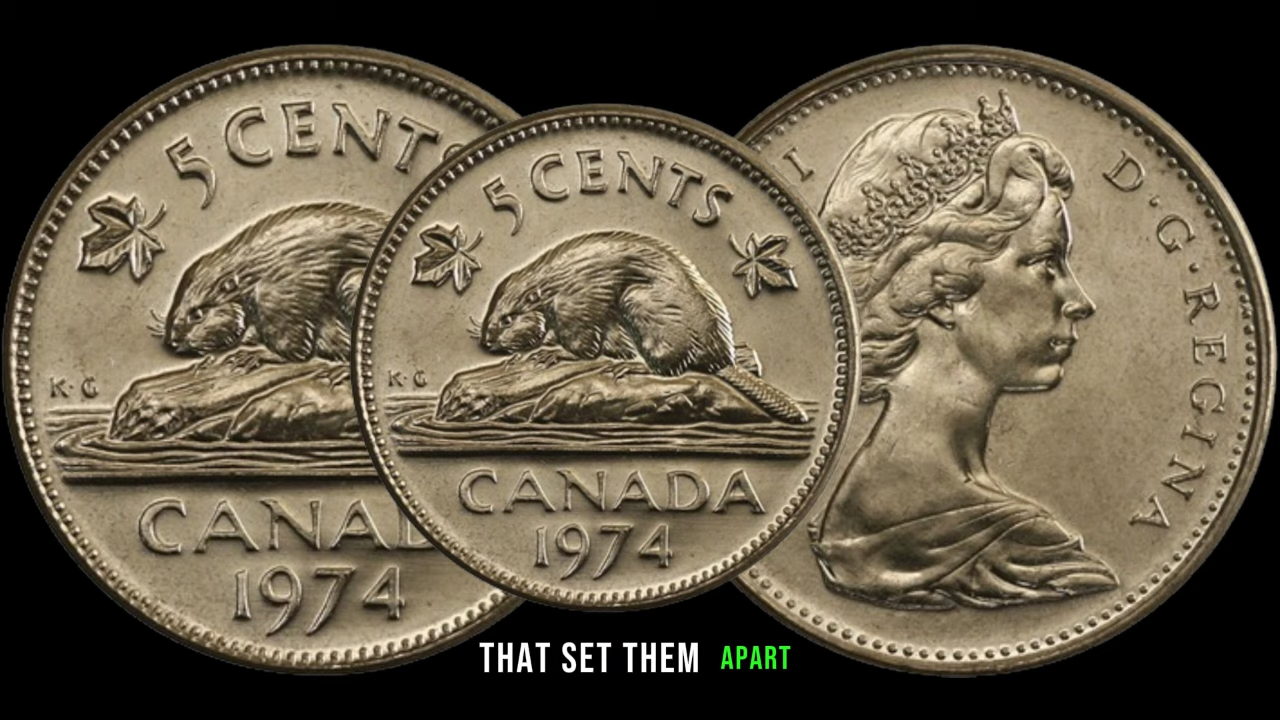 5 CENTS
K·G
CANAD
1974
5 CENTS
K·G
CANADA
1974
I D·G·REGINA
THAT SET THEM APART